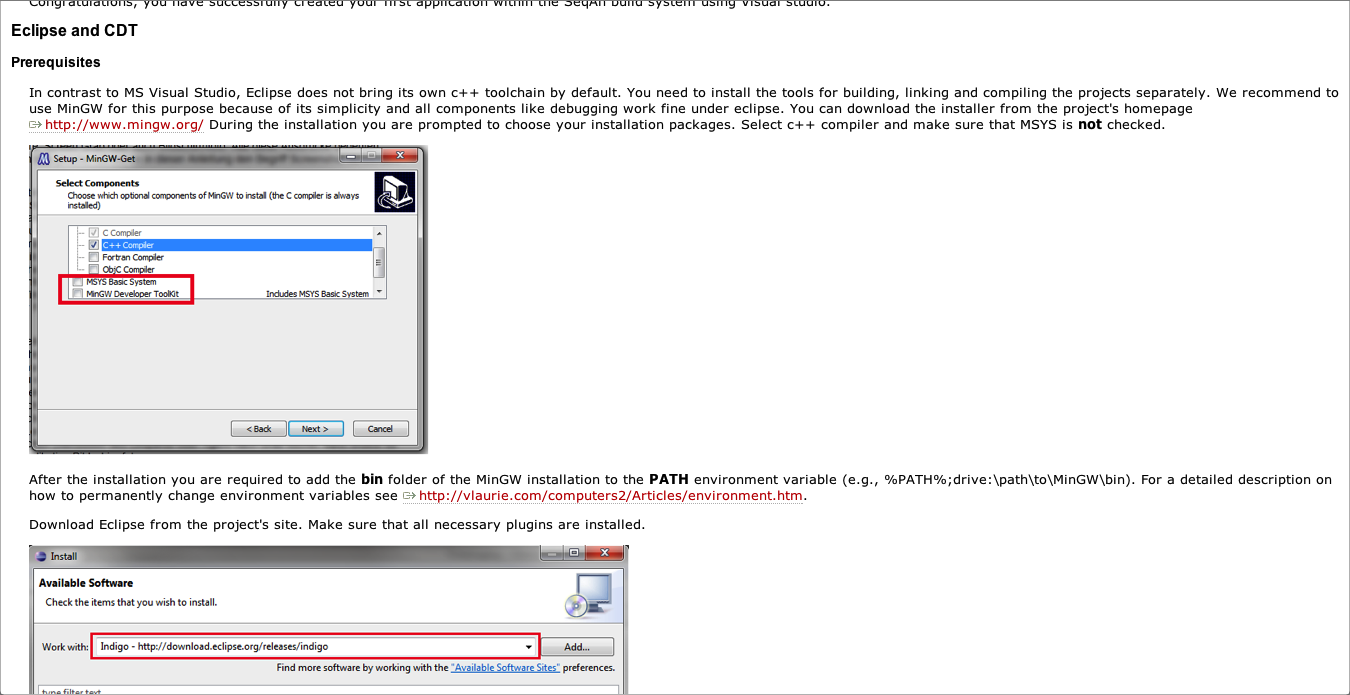 Congratulations, you have successfully created your first application within the SeqAn build system using Visual studio.
Eclipse and CDT
Prerequisites
In contrast to MS Visual Studio, Eclipse does not bring its own c++ toolchain by default. You need to install the tools for building, linking and compiling the projects separately. We recommend to
use MinGW for this purpose because of its simplicity and all components like debugging work fine under eclipse. You can download the installer from the project's homepage
http://www.mingw.org/ During the installation you are prompted to choose your installation packages. Select c++ compiler and make sure that MSYS is not checked.
Setup - MinGW-Get
Select Components
Choose which optional components of MinGW to install (the C compiler is always
installed)
C Compiler
C++ Compiler
Fortran Compiler
ObjC Compiler
MSYS Basic System
MinGW Developer ToolKit Includes MSYS Basic System
< Back Next > Cancel
After the installation you are required to add the bin folder of the MinGW installation to the PATH environment variable (e.g., %PATH%;drive:\path\to\MinGW\bin). For a detailed description on
how to permanently change environment variables see http://vlaurie.com/computers2/Articles/environment.htm.
Download Eclipse from the project's site. Make sure that all necessary plugins are installed.
Install
Available Software
Check the items that you wish to install.
Work with: Indigo - http://download.eclipse.org/releases/indigo Add...
Find more software by working with the "Available Software Sites" preferences.
type filter text